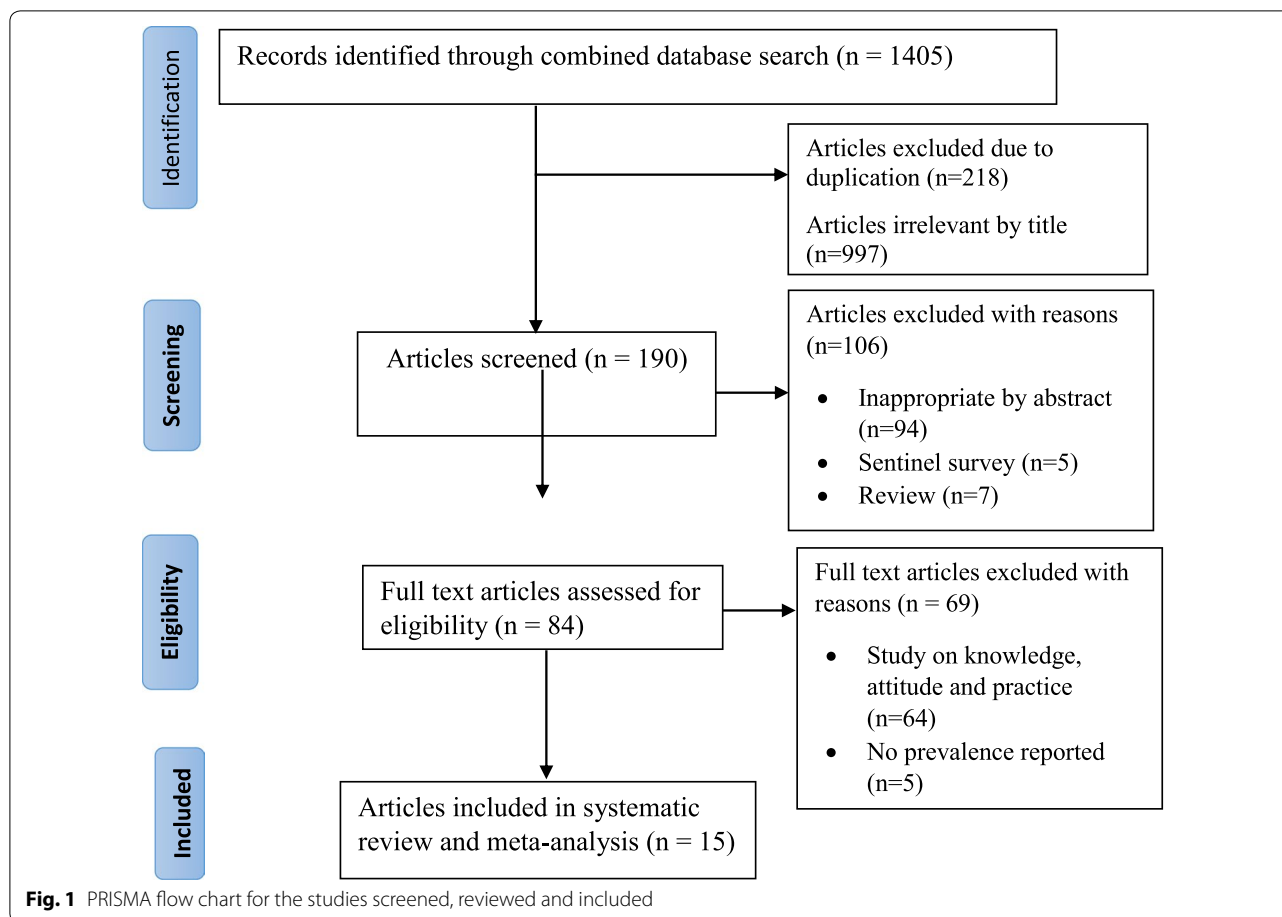 Identification
Records identified through combined database search (n = 1405)
Articles excluded due to
duplication (n=218)
Articles irrelevant by title
(n=997)
Screening
Articles screened (n = 190)
Articles excluded with reasons
(n=106)
• Inappropriate by abstract
(n=94)
• Sentinel survey (n=5)
• Review (n=7)
Eligibility
Full text articles assessed for
eligibility (n = 84)
Full text articles excluded with
reasons (n = 69)
• Study on knowledge,
attitude and practice
(n=64)
• No prevalence reported
(n=5)
Included
Articles included in systematic
review and meta-analysis (n = 15)
Fig. 1 PRISMA flow chart for the studies screened, reviewed and included